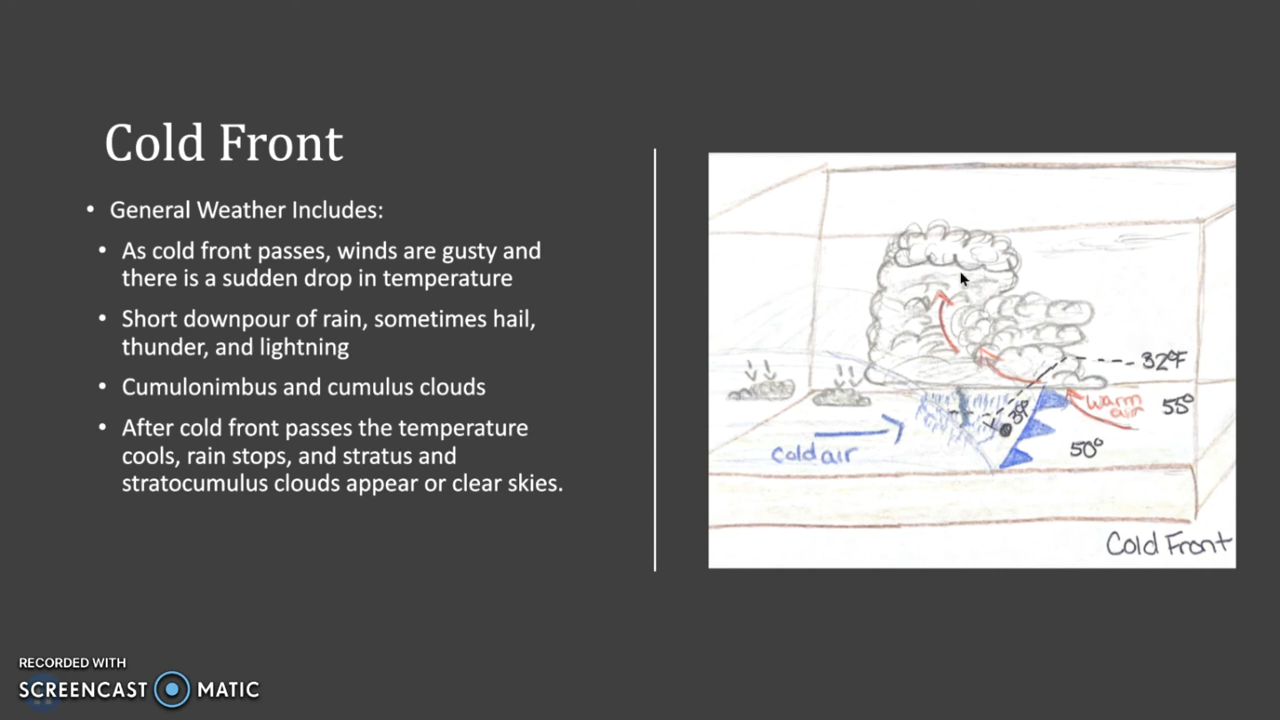 Cold Front
• General Weather Includes:
• As cold front passes, winds are gusty and
there is a sudden drop in temperature
• Short downpour of rain, sometimes hail,
thunder, and lightning
• Cumulonimbus and cumulus clouds
• After cold front passes the temperature
cools, rain stops, and stratus and
stratocumulus clouds appear or clear skies.
32°F
warm
air
55°
50°
cold air
Cold Front
RECORDED WITH
SCREENCAST MATIC